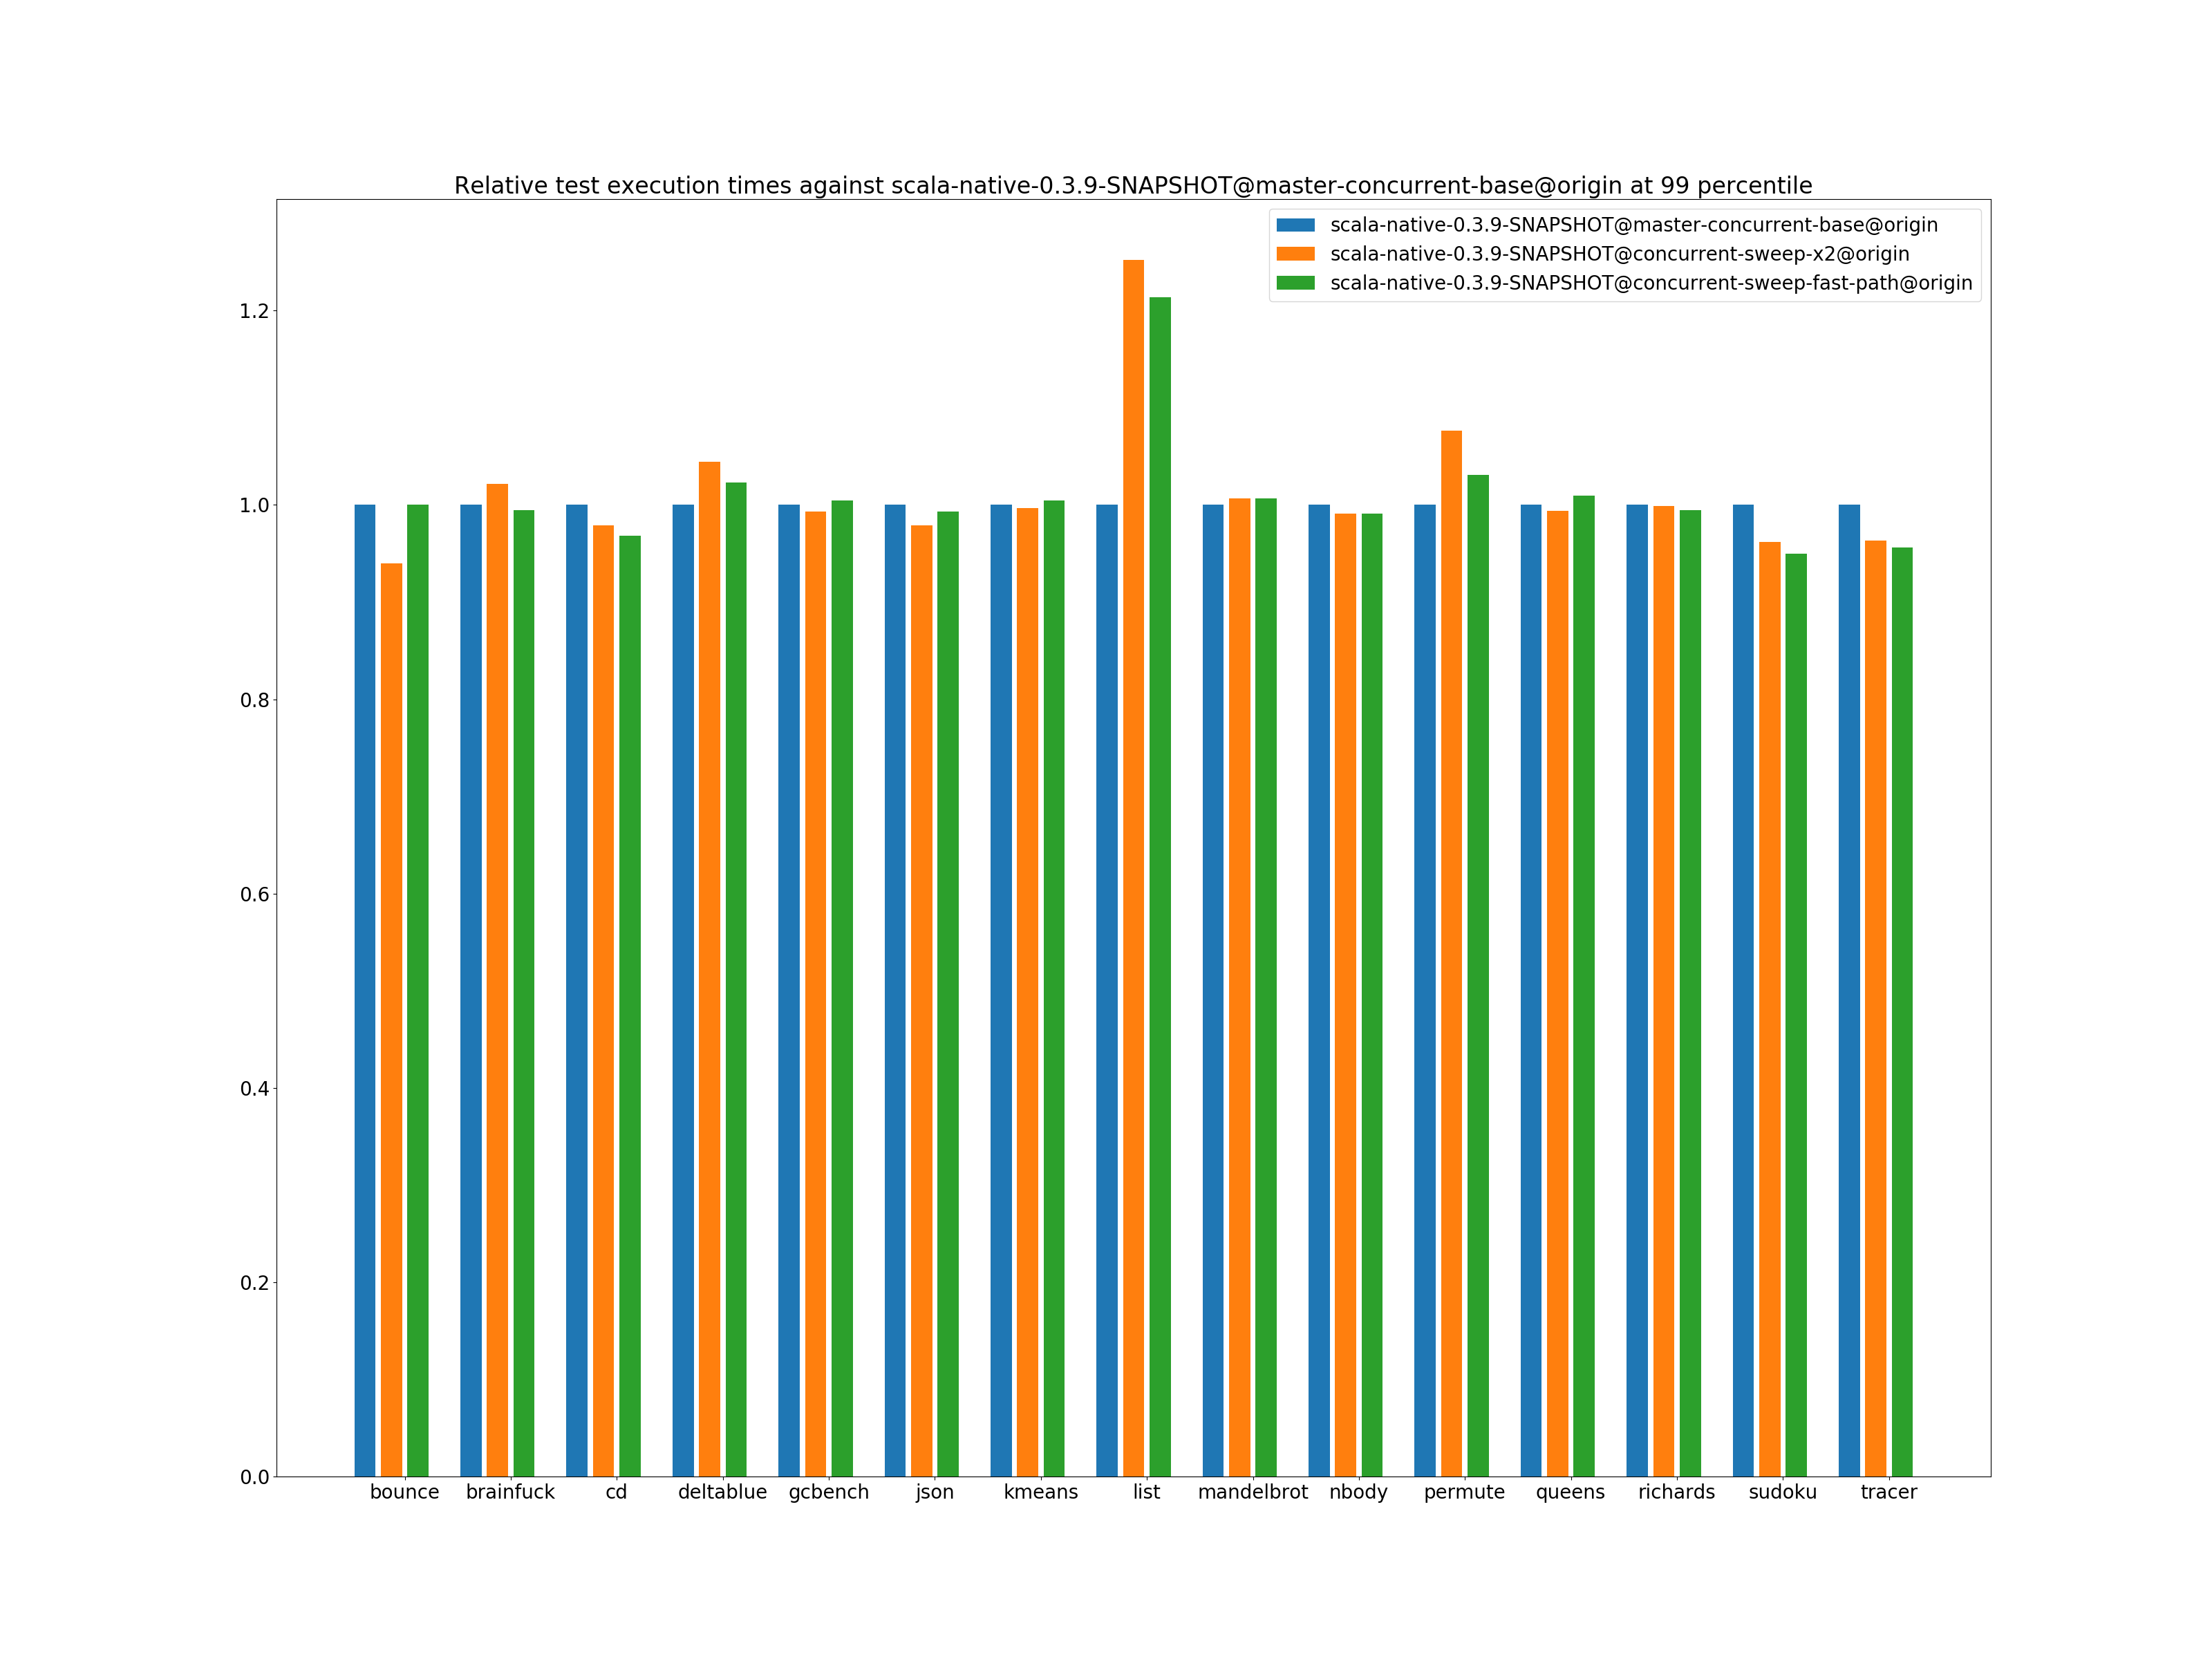 Relative test execution times against scala-native-0.3.9-SNAPSHOT@master-concurrent-base@origin at 99 percentile
scala-native-0.3.9-SNAPSHOT@master-concurrent-base@origin
scala-native-0.3.9-SNAPSHOT@concurrent-sweep-x2@origin
scala-native-0.3.9-SNAPSHOT@concurrent-sweep-fast-path@origin
1.2
1.0
0.8
0.6
0.4
0.2
0.0
bounce brainfuck cd deltablue gcbench json kmeans list mandelbrot nbody permute queens richards sudoku tracer